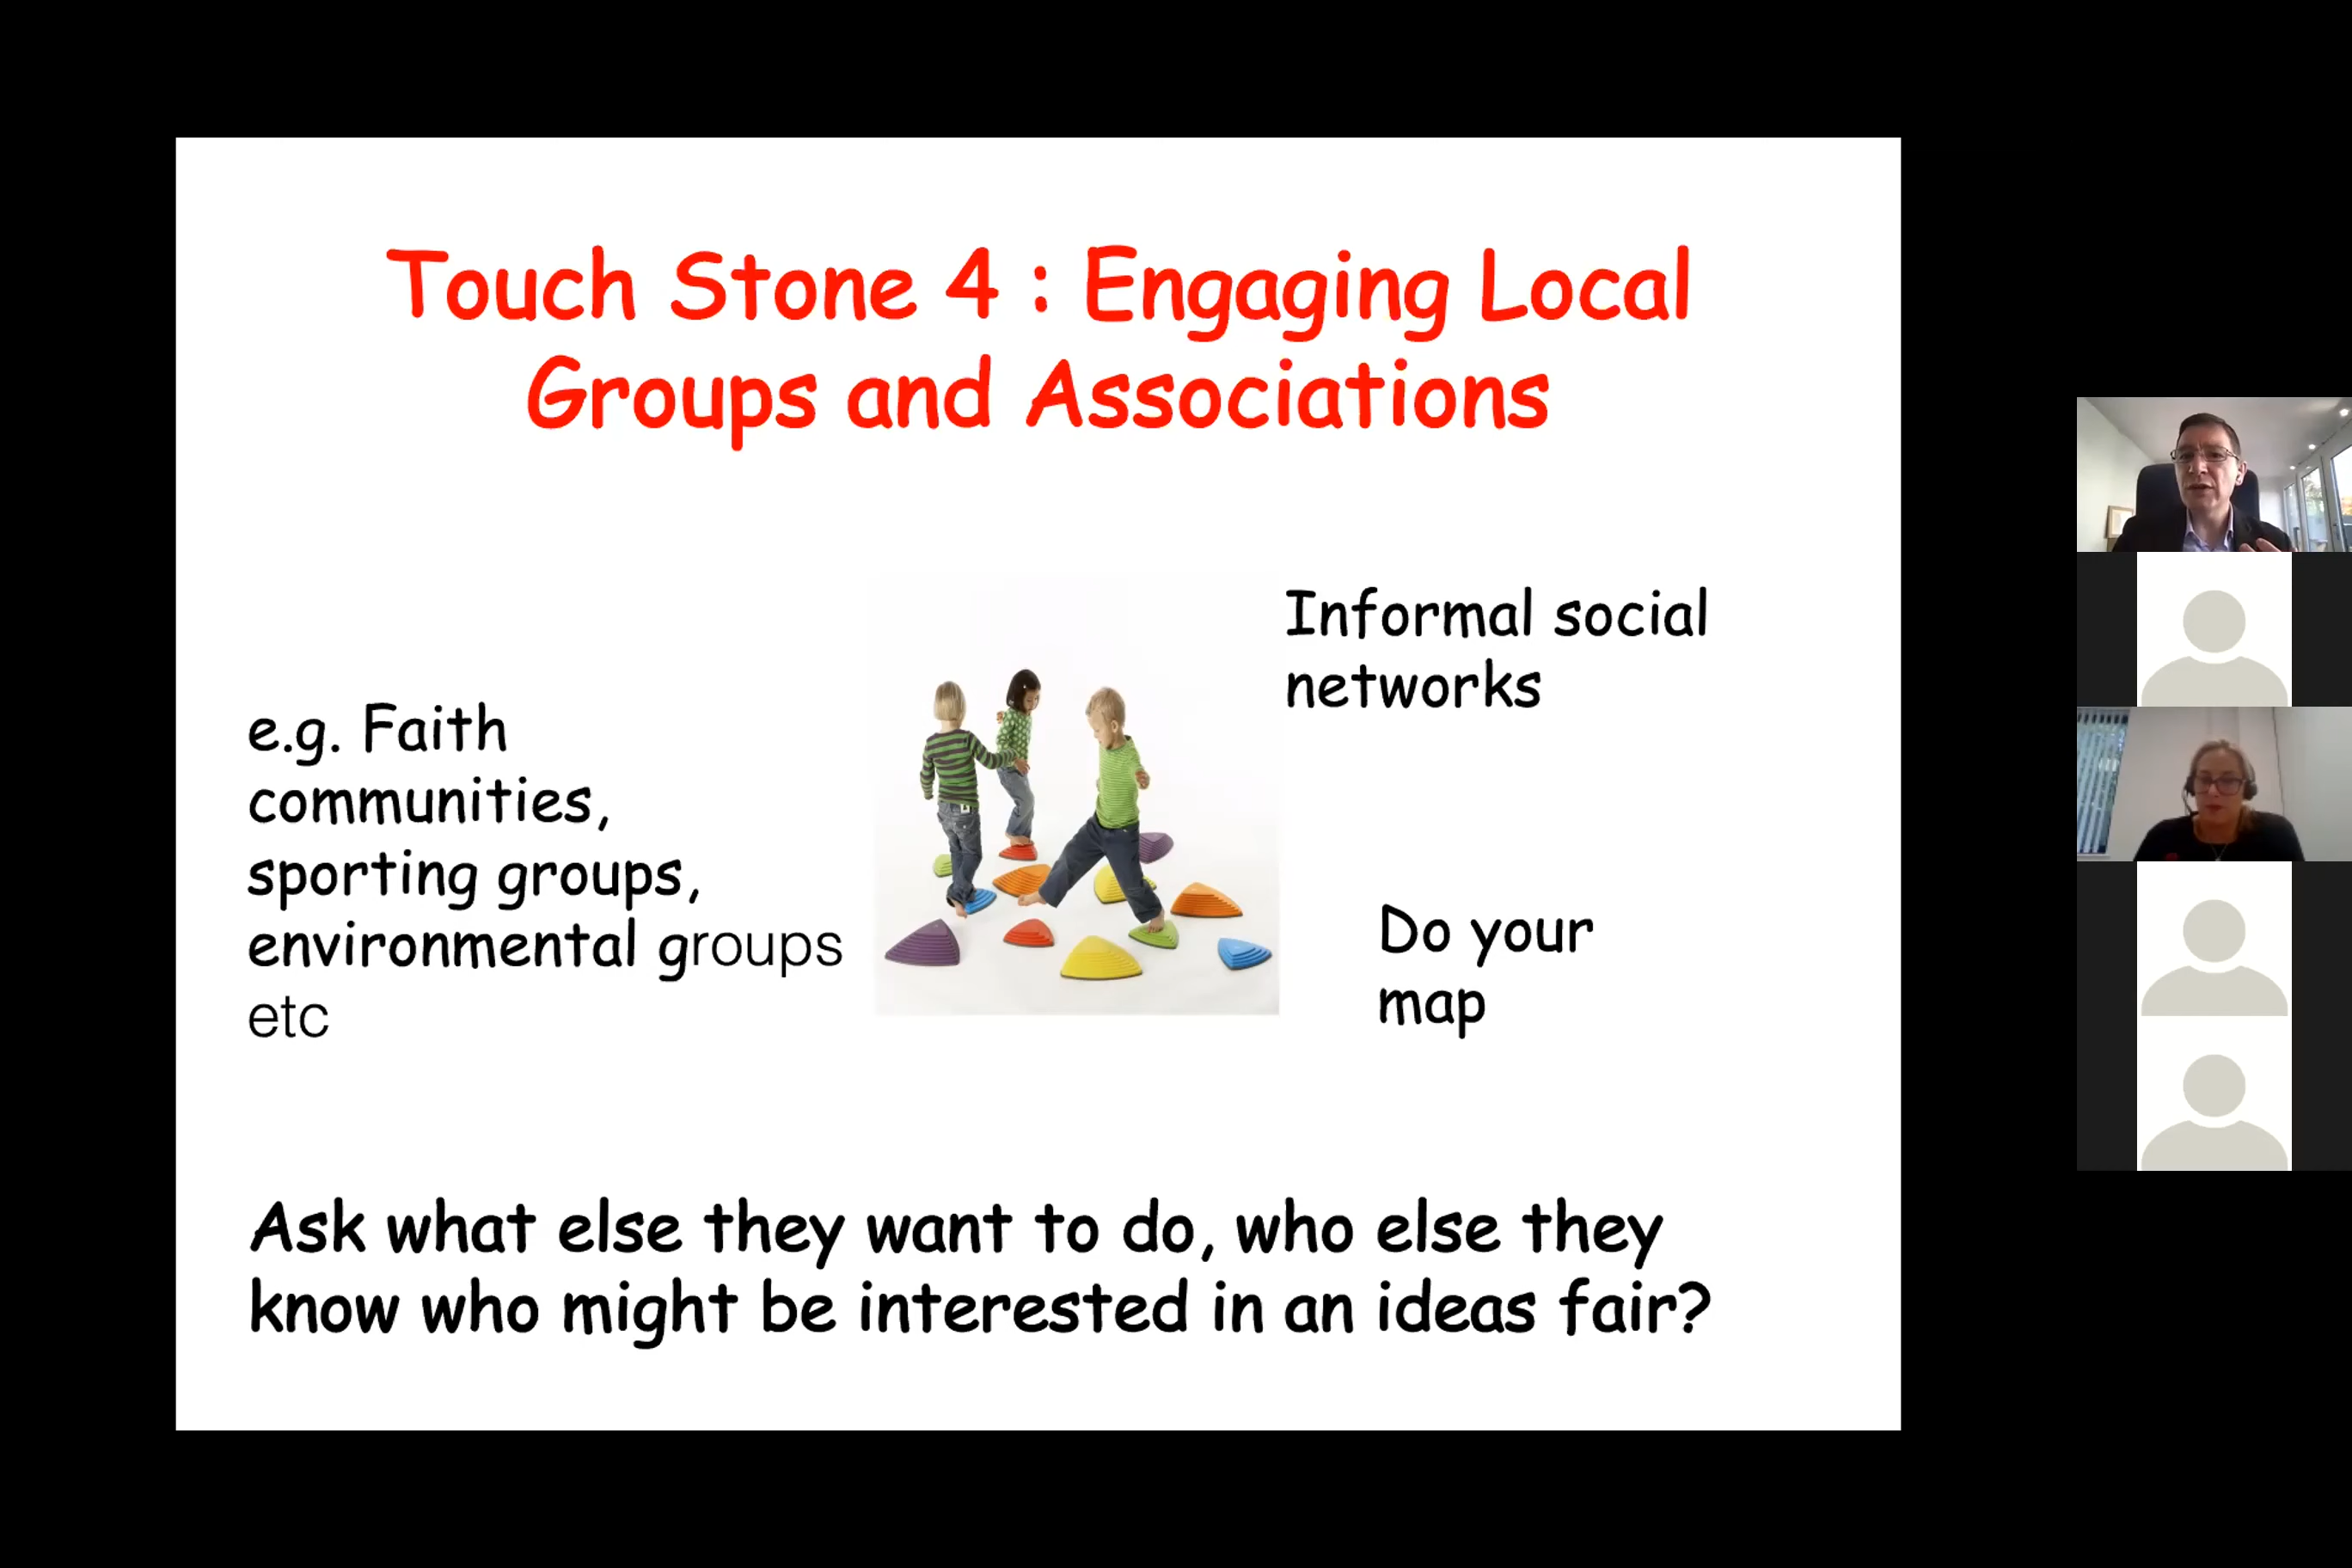 Touch Stone 4 : Engaging Local
Groups and Associations
e.g. Faith
communities,
sporting groups,
environmental groups
etc
Informal social
networks
Do your
map
Ask what else they want to do, who else they
know who might be interested in an ideas fair?